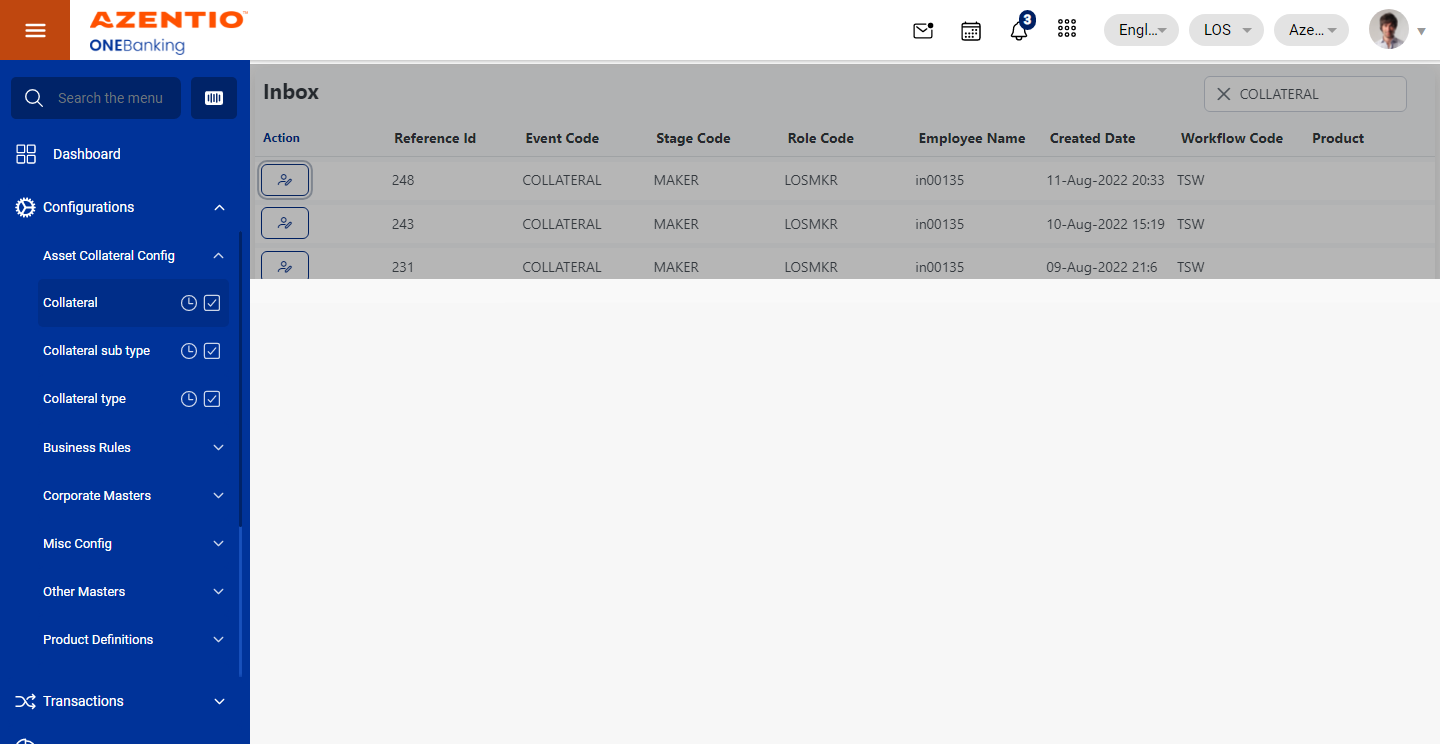 AZENTIO™
ONEBanking
3
Engl...
LOS
Aze...
Search the menu
Dashboard
Configurations
Asset Collateral Config
Collateral
Collateral sub type
Collateral type
Business Rules
Corporate Masters
Misc Config
Other Masters
Product Definitions
Transactions
Inbox
COLLATERAL
Action Reference Id Event Code Stage Code Role Code Employee Name Created Date Workflow Code Product
248 COLLATERAL MAKER LOSMKR in00135 11-Aug-2022 20:33 TSW
243 COLLATERAL MAKER LOSMKR in00135 10-Aug-2022 15:19 TSW
231 COLLATERAL MAKER LOSMKR in00135 09-Aug-2022 21:6 TSW